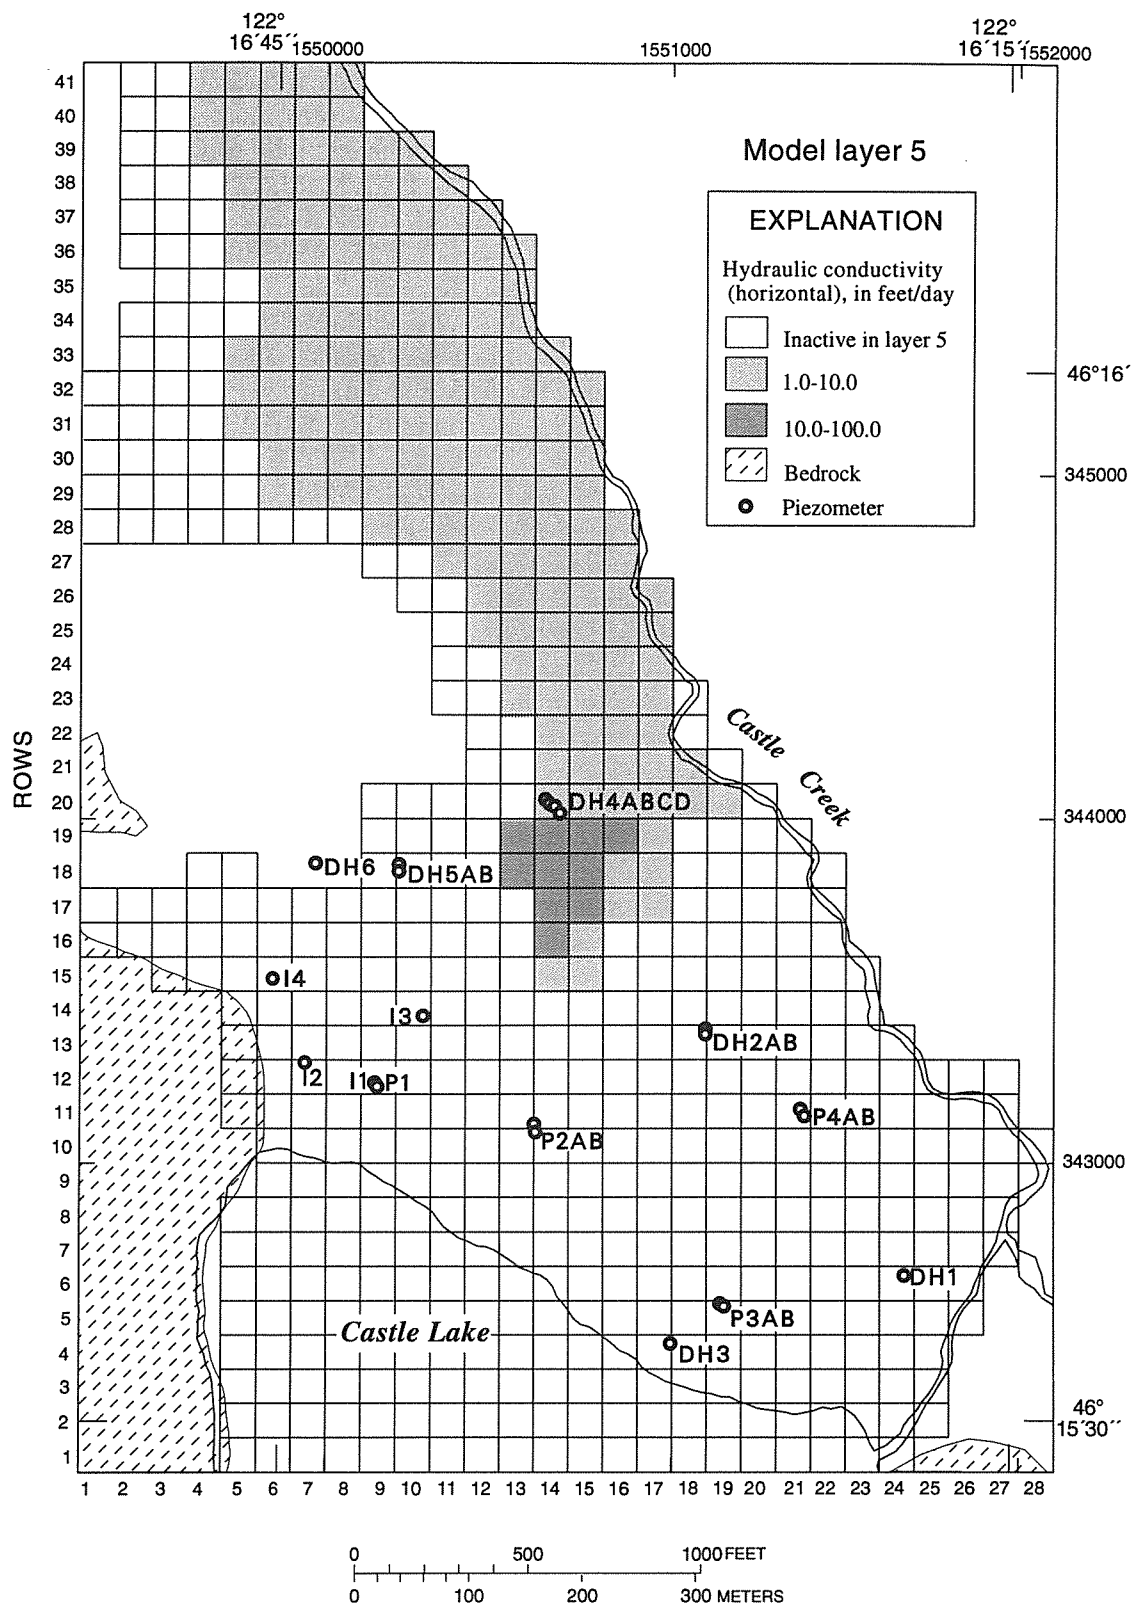 122°
16´45´´ 1550000
1551000
122°
16´15´´ 1552000
Model layer 5
EXPLANATION
Hydraulic conductivity
(horizontal), in feet/day
Inactive in layer 5
1.0-10.0
10.0-100.0
Bedrock
Piezometer
46°16´
345000
344000
343000
46°
15´30´´
ROWS
41
40
39
38
37
36
35
34
33
32
31
30
29
28
27
26
25
24
23
22
21
20
19
18
17
16
15
14
13
12
11
10
9
8
7
6
5
4
3
2
1
Castle
Creek
DH4ABCD
DH6
DH5AB
I4
I3
DH2AB
I2
I1 P1
P4AB
P2AB
DH1
P3AB
Castle Lake
DH3
1 2 3 4 5 6 7 8 9 10 11 12 13 14 15 16 17 18 19 20 21 22 23 24 25 26 27 28
0 500 1000 FEET
0 100 200 300 METERS